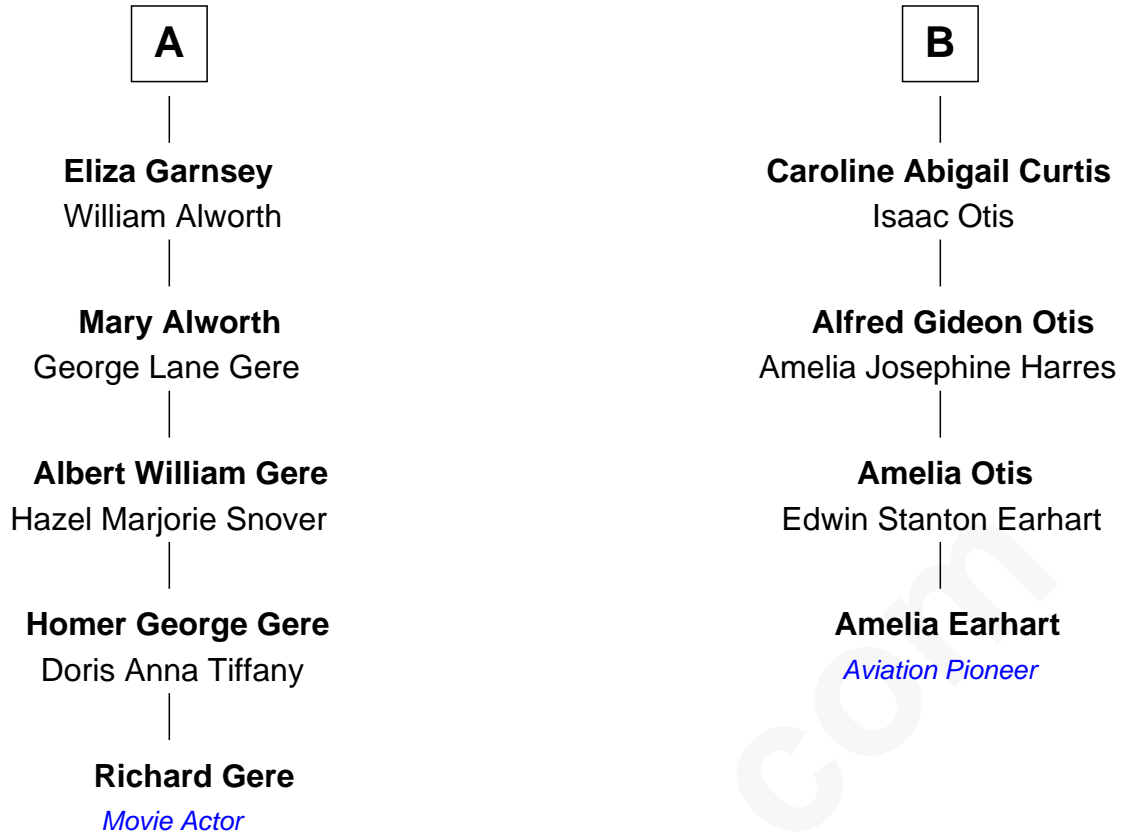 A
Eliza Garnsey
William Alworth
Mary Alworth
George Lane Gere
Albert William Gere
Hazel Marjorie Snover
Homer George Gere
Doris Anna Tiffany
Richard Gere
Movie Actor
B
Caroline Abigail Curtis
Isaac Otis
Alfred Gideon Otis
Amelia Josephine Harres
Amelia Otis
Edwin Stanton Earhart
Amelia Earhart
Aviation Pioneer
com